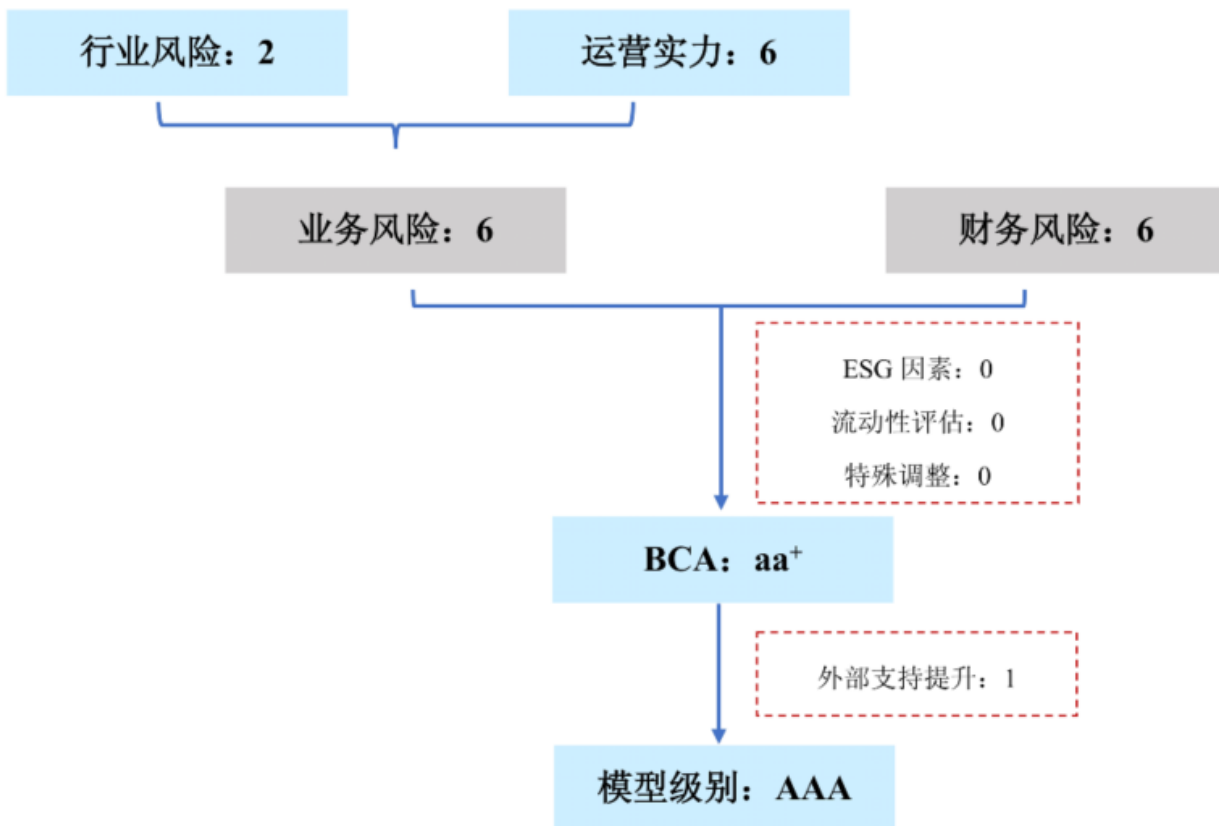 行业风险：2
运营实力：6
业务风险：6
财务风险：6
ESG 因素：0
流动性评估：0
特殊调整：0
BCA：aa⁺
外部支持提升：1
模型级别：AAA